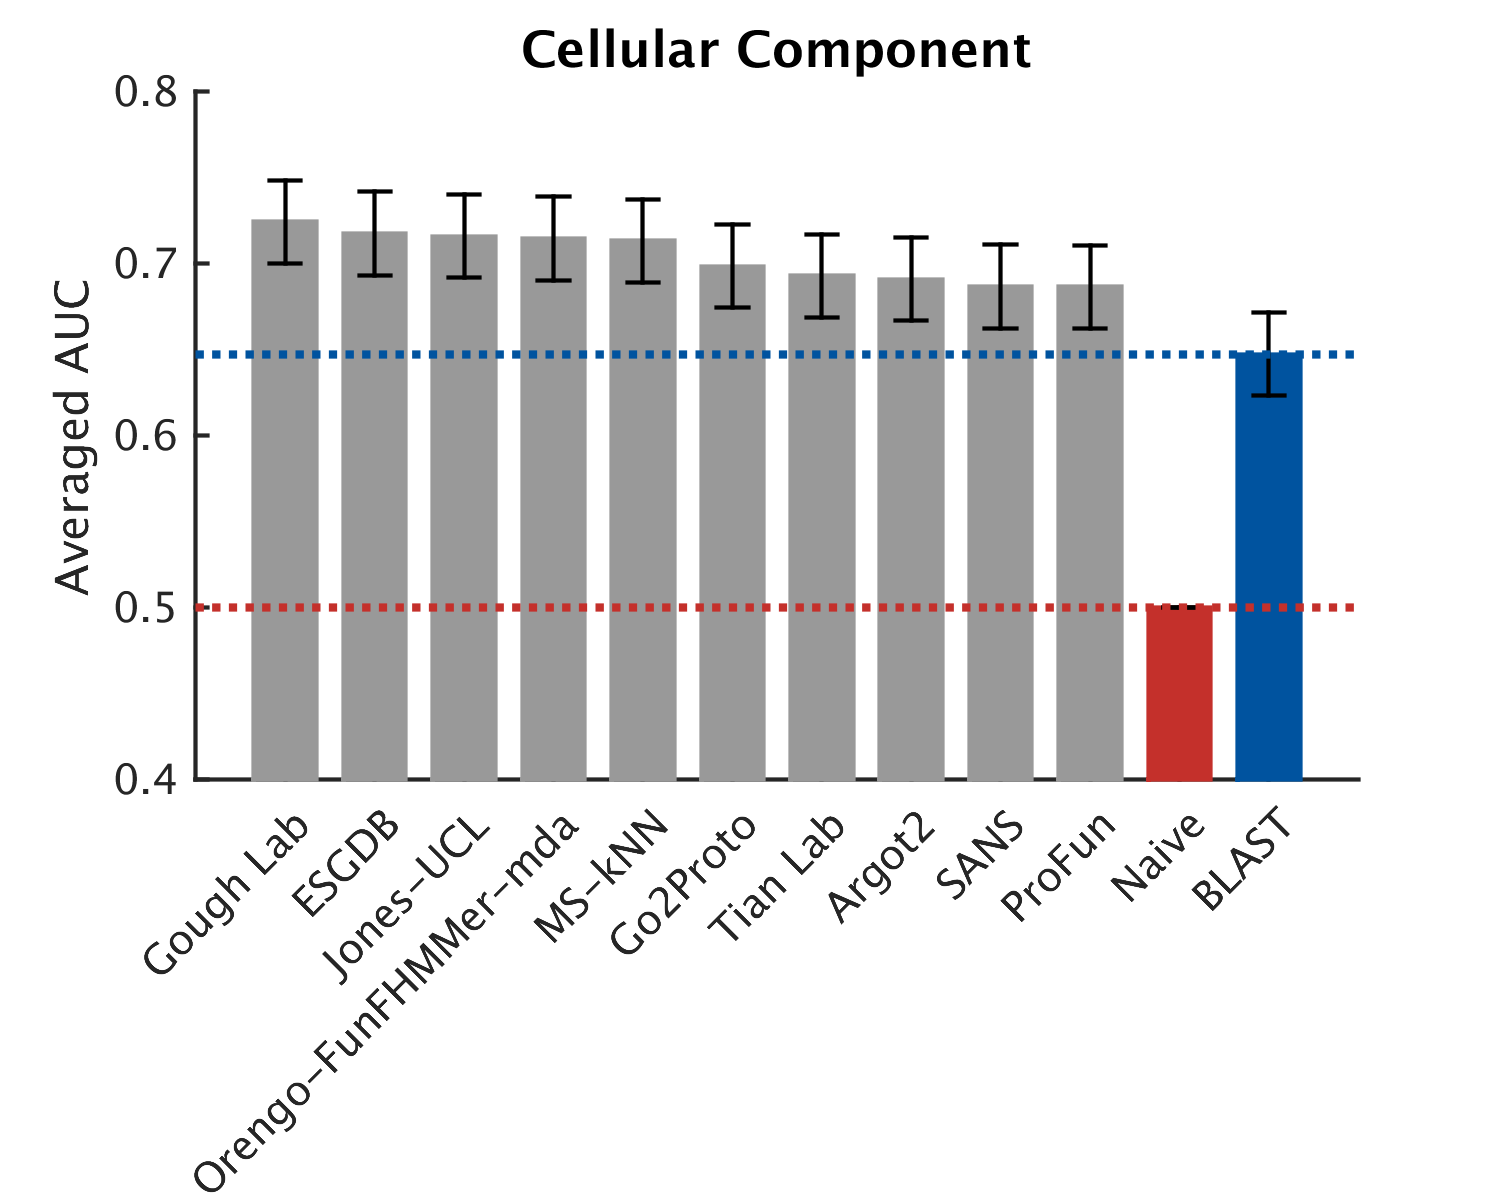 Cellular Component
Averaged AUC
0.8
0.7
0.6
0.5
0.4
Gough Lab
ESGDB
Jones–UCL
Orengo–FunFHMMer–mda
MS–kNN
Go2Proto
Tian Lab
Argot2
SANS
ProFun
Naive
BLAST